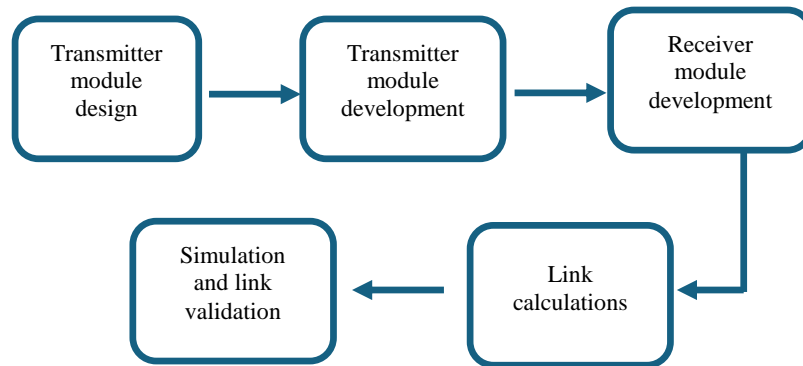 Transmitter
module
design
Transmitter
module
development
Receiver
module
development
Simulation
and link
validation
Link
calculations